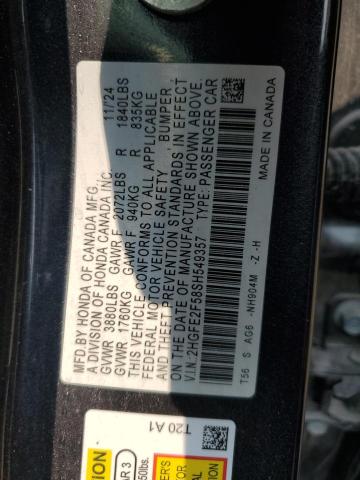 MFD BY HONDA OF CANADA MFG.
A DIVISION OF HONDA CANADA INC 11/24
GVWR 3880LBS GAWR F 2072LBS R 1840LBS
GVWR 1760KG GAWR F 940KG R 835KG
THIS VEHICLE CONFORMS TO ALL APPLICABLE
FEDERAL MOTOR VEHICLE SAFETY, BUMPER,
AND THEFT PREVENTION STANDARDS IN EFFECT
ON THE DATE OF MANUFACTURE SHOWN ABOVE.
V.I.N: 2HGFE2F58SH549357 TYPE: PASSENGER CAR
MADE IN CANADA
T56 S AG6 -NH904M -Z -H
T20 A1